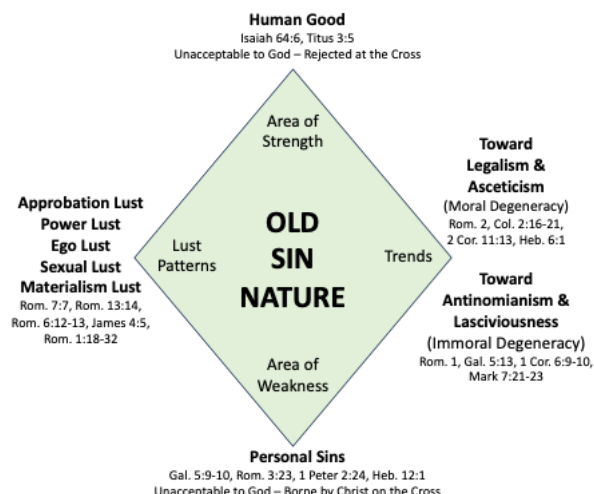 Human Good
Isaiah 64:6, Titus 3:5
Unacceptable to God – Rejected at the Cross
Area of
Strength
Approbation Lust
Power Lust
Ego Lust
Sexual Lust
Materialism Lust
Rom. 7:7, Rom. 13:14,
Rom. 6:12-13, James 4:5,
Rom. 1:18-32
Lust
Patterns
OLD
SIN
NATURE
Trends
Toward
Legalism &
Asceticism
(Moral Degeneracy)
Rom. 2, Col. 2:16-21,
2 Cor. 11:13, Heb. 6:1
Toward
Antinomianism &
Lasciviousness
(Immoral Degeneracy)
Rom. 1, Gal. 5:13, 1 Cor. 6:9-10,
Mark 7:21-23
Area of
Weakness
Personal Sins
Gal. 5:9-10, Rom. 3:23, 1 Peter 2:24, Heb. 12:1
Unacceptable to God – Borne by Christ on the Cross